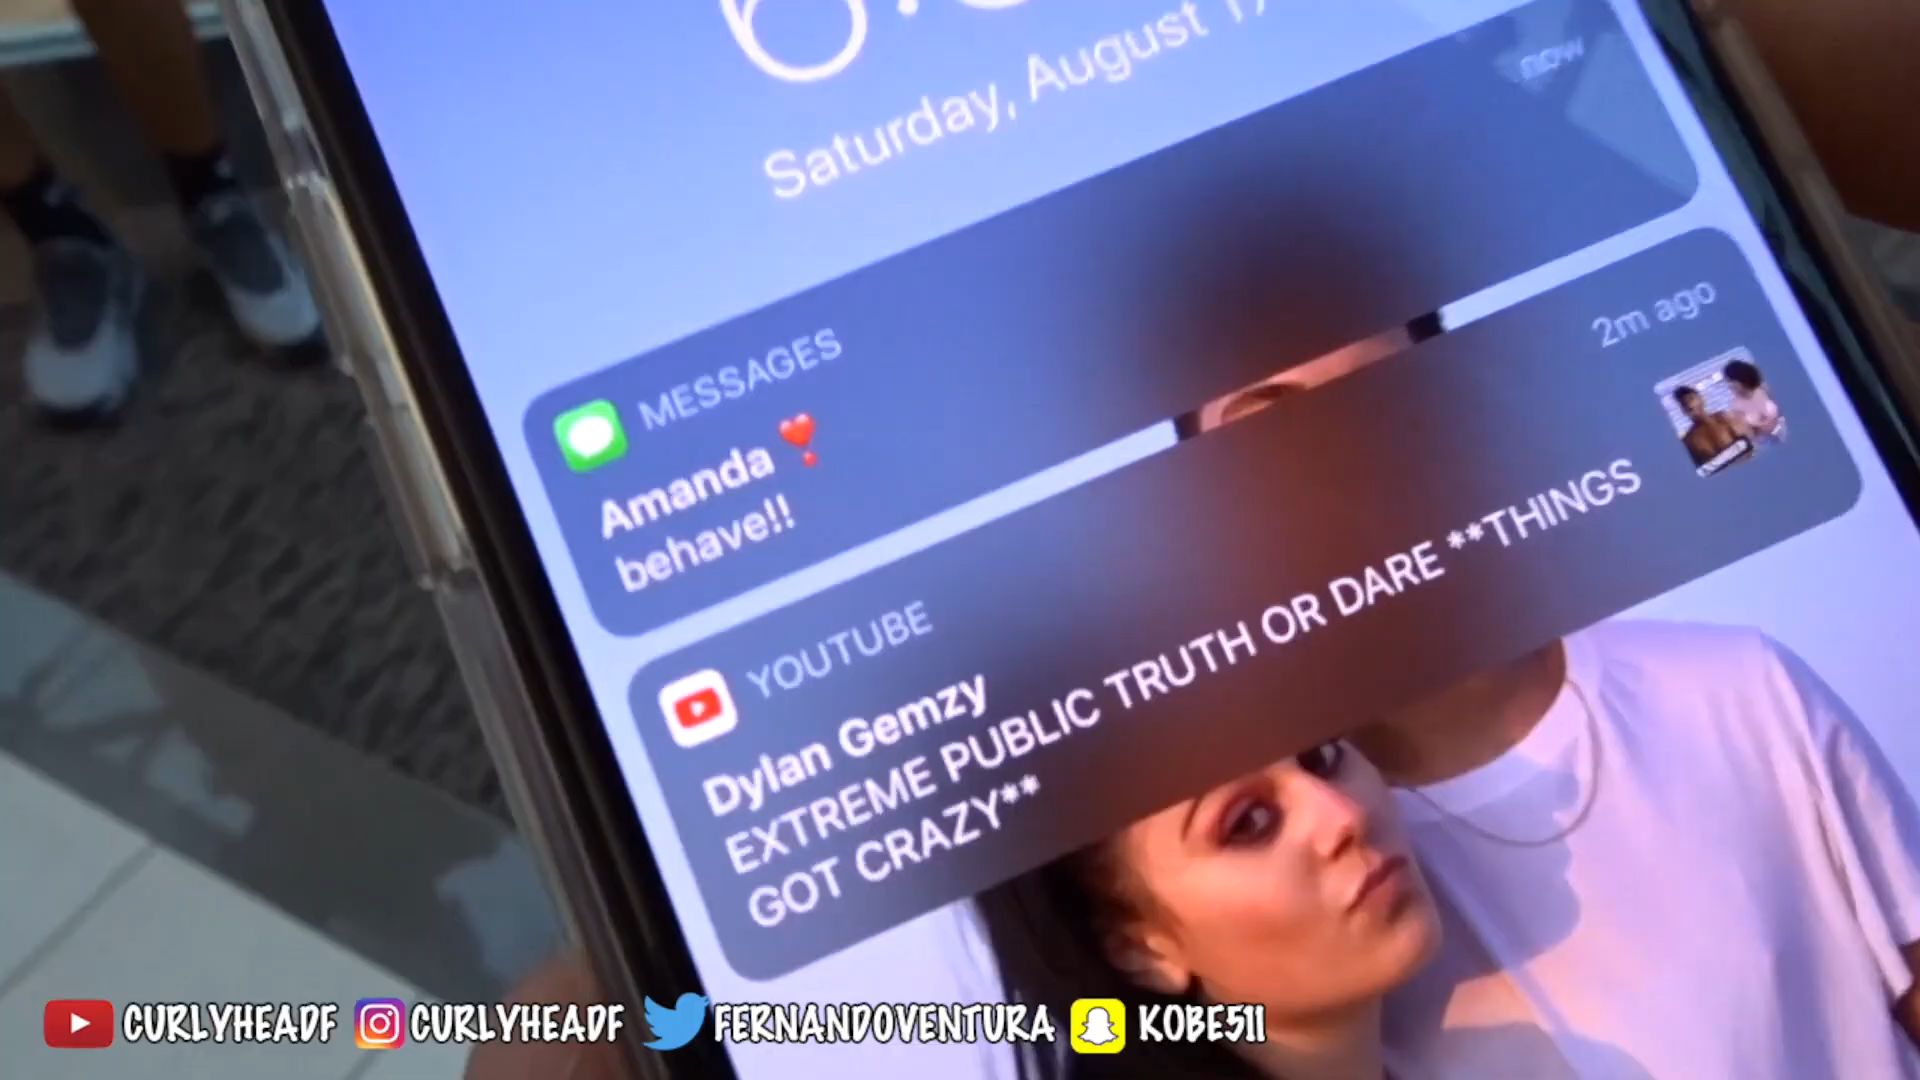 Saturday, August
now
MESSAGES
Amanda
behave!!
2m ago
YOUTUBE
Dylan Gemzy
EXTREME PUBLIC TRUTH OR DARE **THINGS
GOT CRAZY**
CURLYHEADF CURLYHEADF FERNANDOVENTURA KOBE511